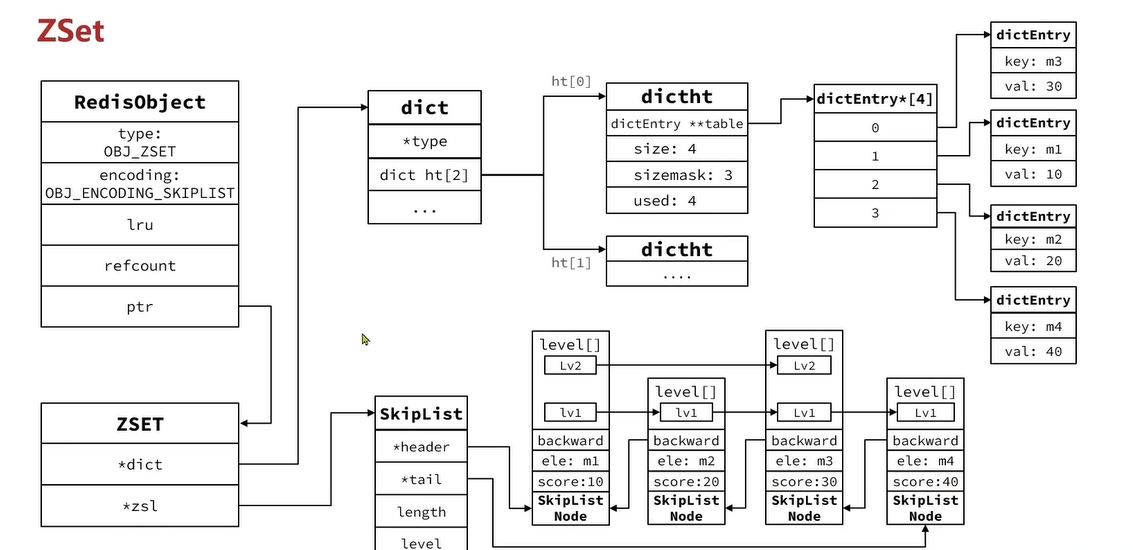 ZSet
RedisObject
type:
OBJ_ZSET
encoding:
OBJ_ENCODING_SKIPLIST
lru
refcount
ptr
ZSET
*dict
*zsl
dict
*type
dict ht[2]
...
ht[0]
ht[1]
dictht
dictEntry **table
size: 4
sizemask: 3
used: 4
dictht
....
dictEntry*[4]
0
1
2
3
dictEntry
key: m3
val: 30
dictEntry
key: m1
val: 10
dictEntry
key: m2
val: 20
dictEntry
key: m4
val: 40
SkipList
*header
*tail
length
level
level[]
Lv2
lv1
backward
ele: m1
score:10
SkipList
Node
level[]
lv1
backward
ele: m2
score:20
SkipList
Node
level[]
Lv2
Lv1
backward
ele: m3
score:30
SkipList
Node
level[]
Lv1
backward
ele: m4
score:40
SkipList
Node